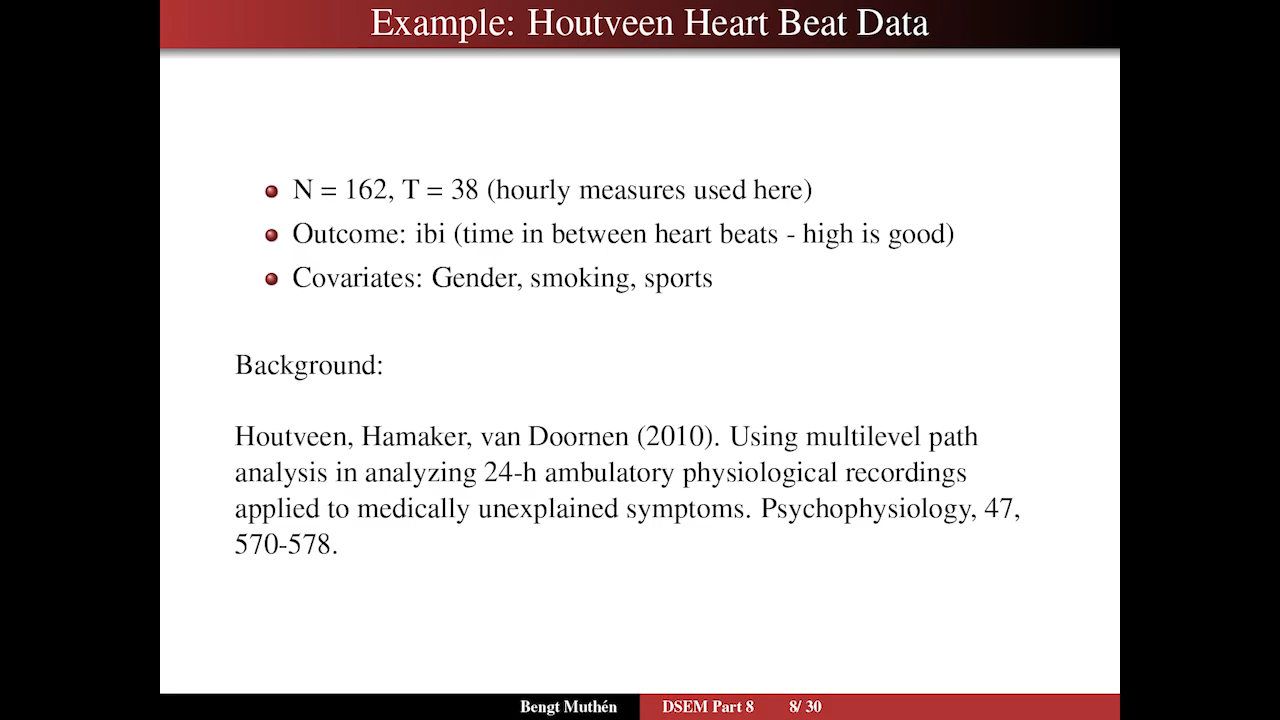 Example: Houtveen Heart Beat Data
N = 162, T = 38 (hourly measures used here)
Outcome: ibi (time in between heart beats - high is good)
Covariates: Gender, smoking, sports
Background:
Houtveen, Hamaker, van Doornen (2010). Using multilevel path
analysis in analyzing 24-h ambulatory physiological recordings
applied to medically unexplained symptoms. Psychophysiology, 47,
570-578.
Bengt Muthén DSEM Part 8 8/ 30